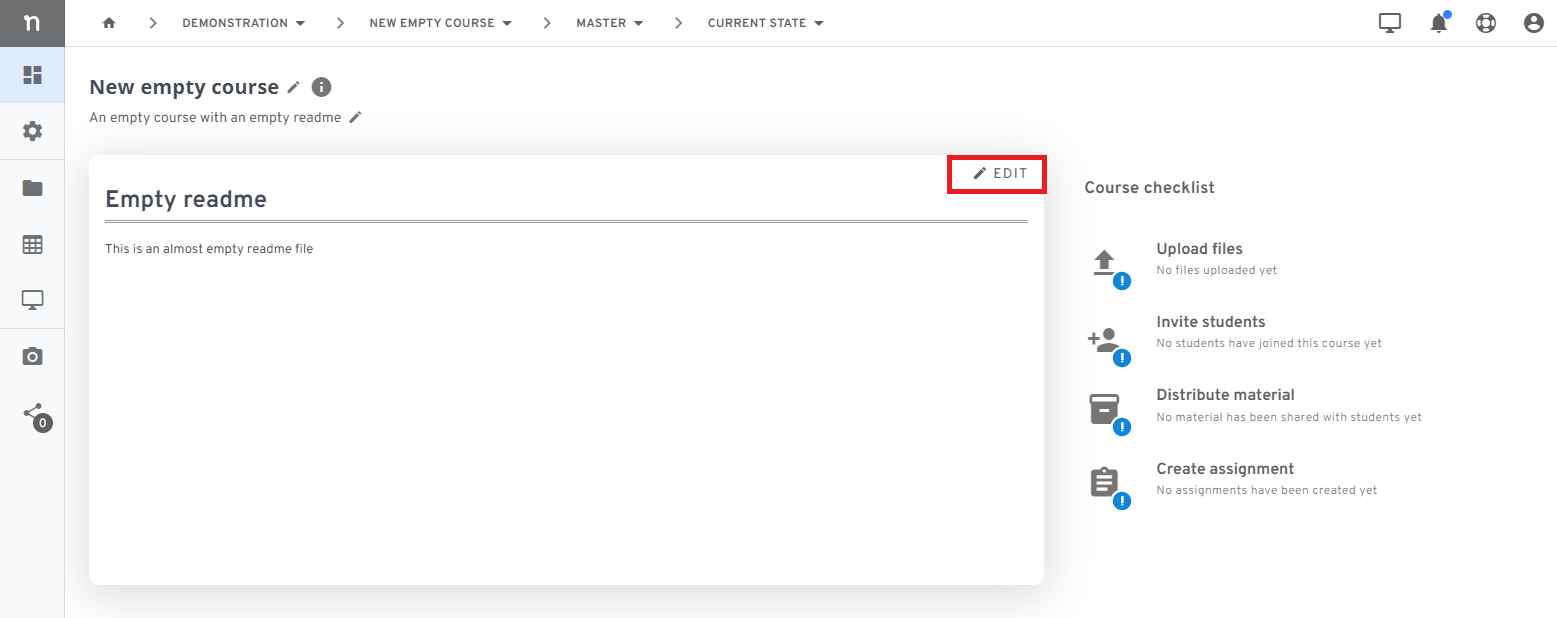 n
DEMONSTRATION
NEW EMPTY COURSE
MASTER
CURRENT STATE
New empty course
An empty course with an empty readme
EDIT
Empty readme
This is an almost empty readme file
Course checklist
Upload files
No files uploaded yet
Invite students
No students have joined this course yet
Distribute material
No material has been shared with students yet
Create assignment
No assignments have been created yet
0